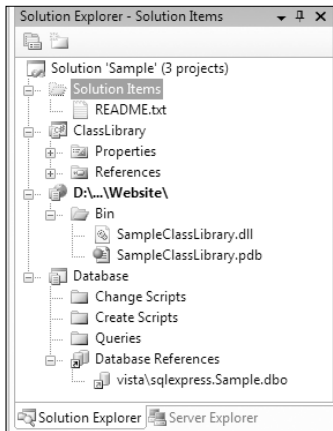 Solution Explorer - Solution Items
Solution 'Sample' (3 projects)
Solution Items
README.txt
ClassLibrary
Properties
References
D:\...\Website\
Bin
SampleClassLibrary.dll
SampleClassLibrary.pdb
Database
Change Scripts
Create Scripts
Queries
Database References
vista\sqlexpress.Sample.dbo
Solution Explorer Server Explorer